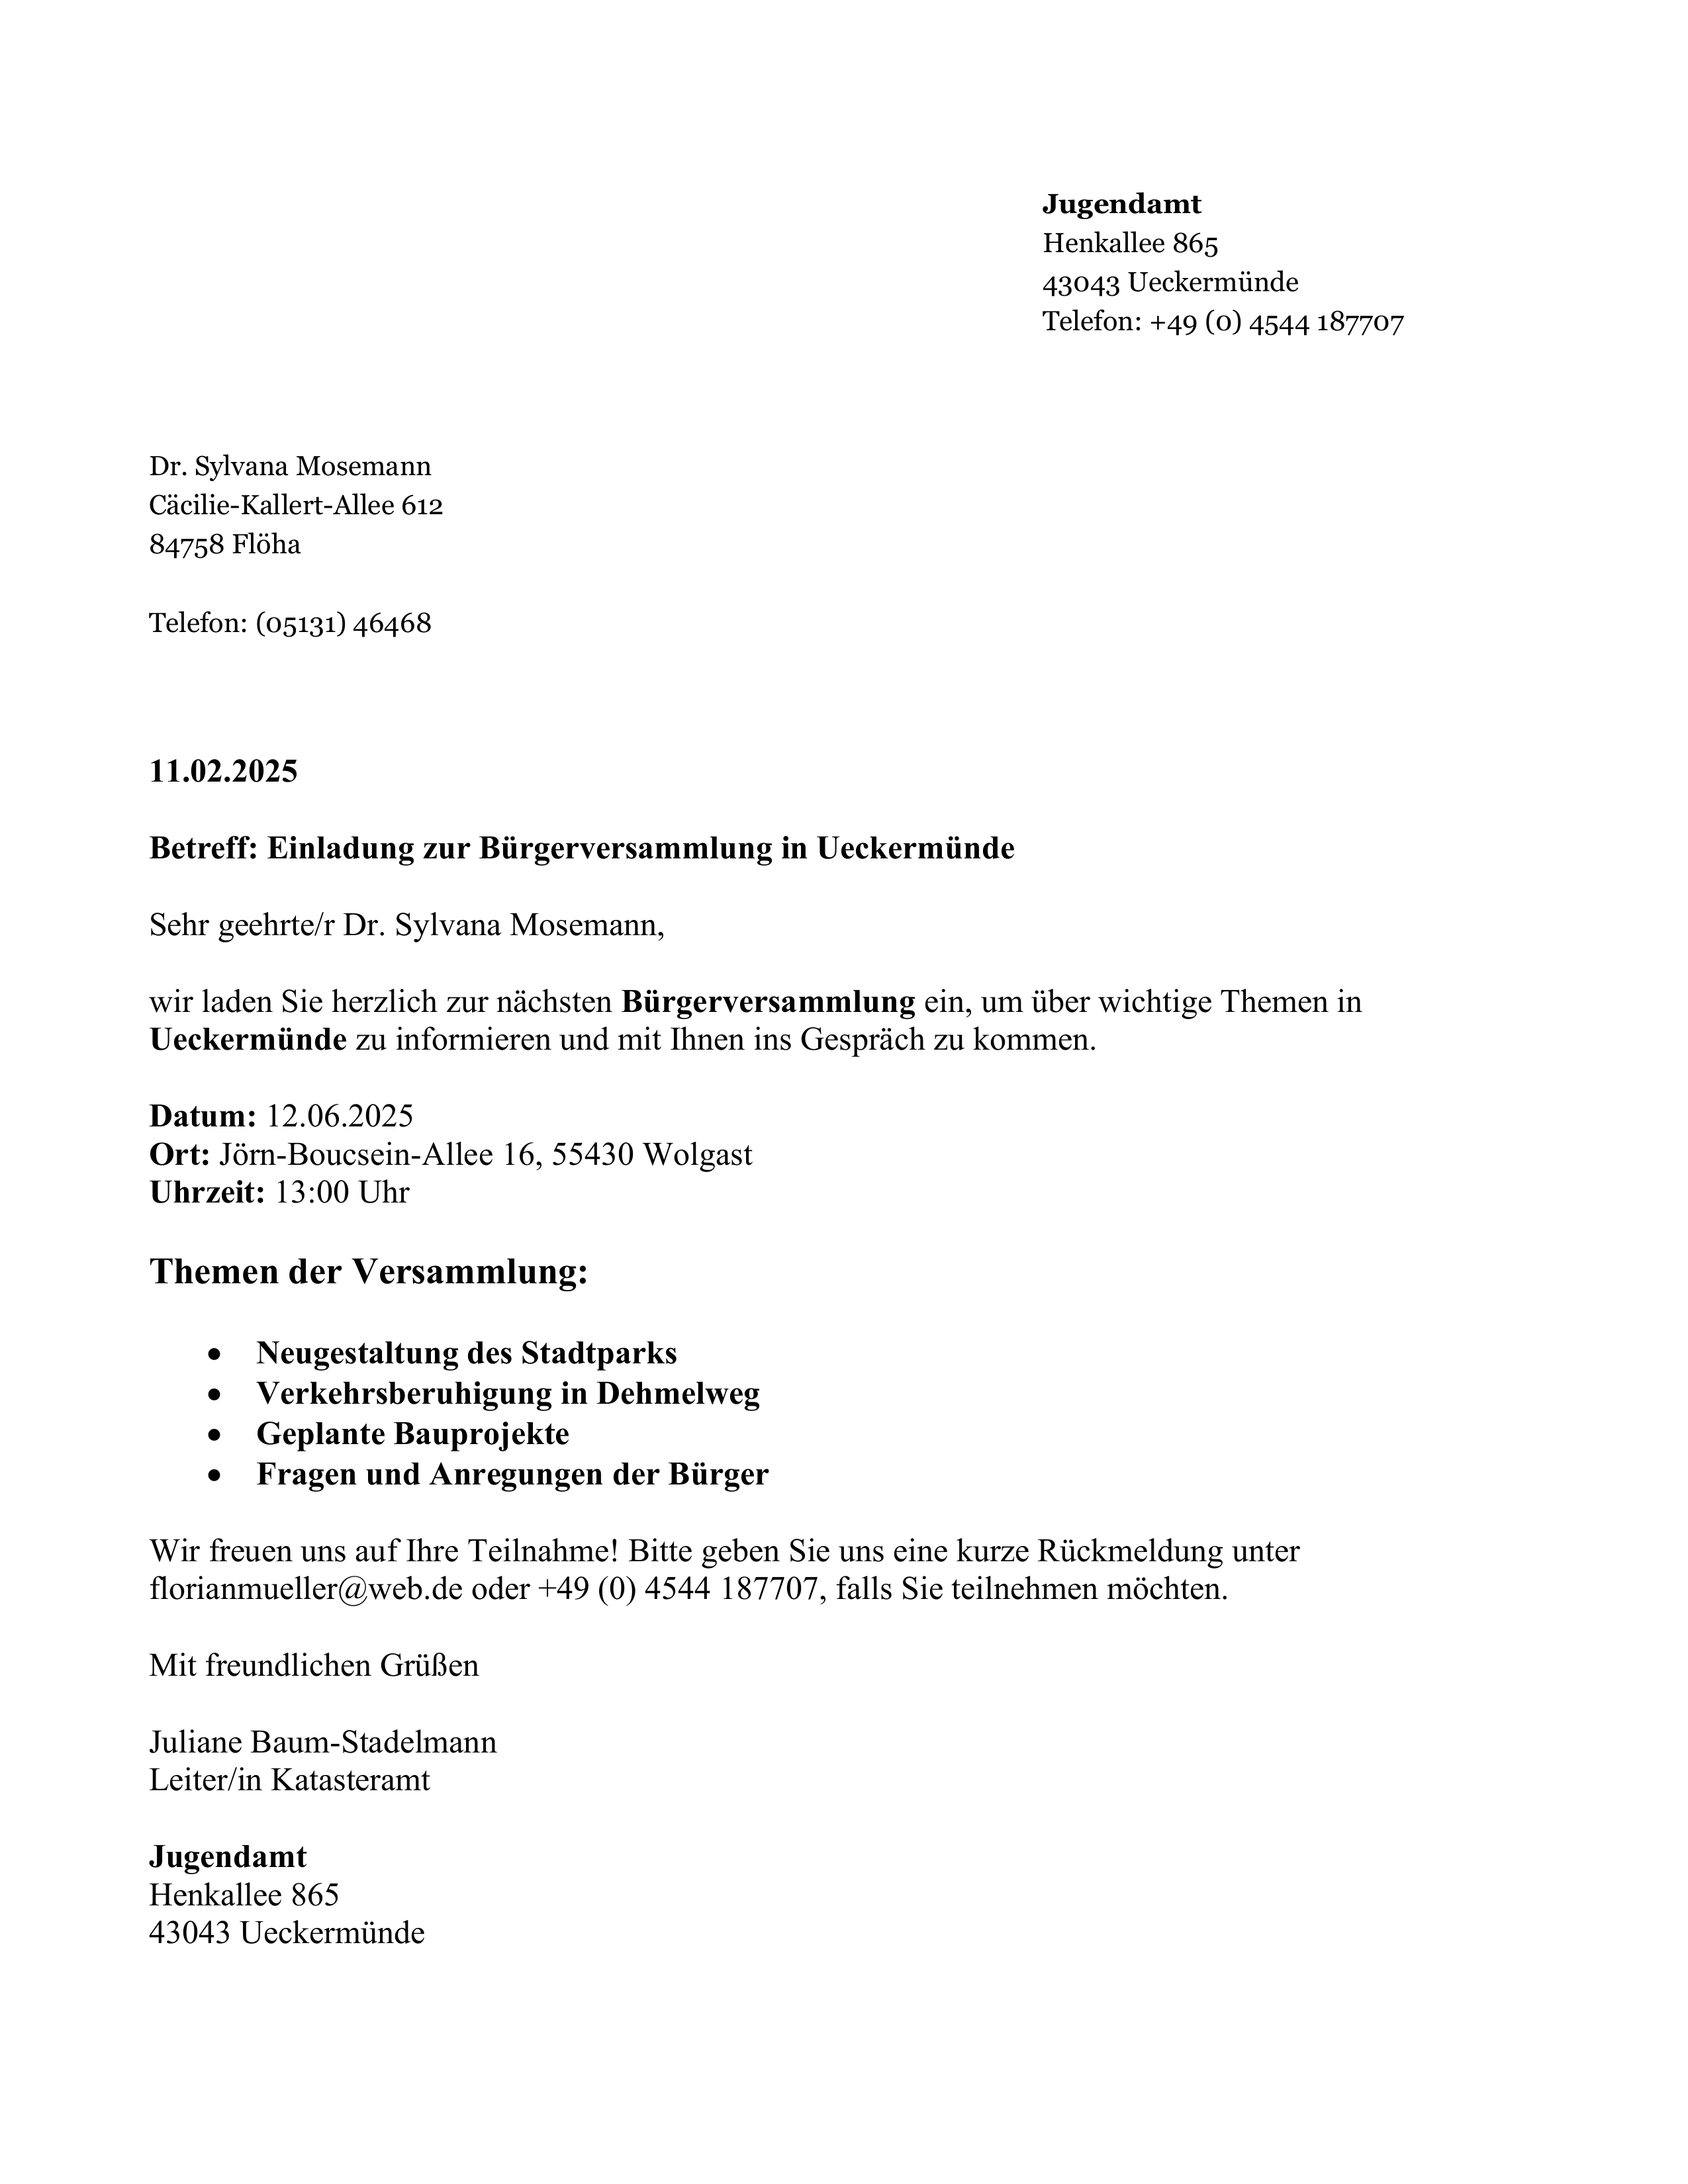 Jugendamt
Henkallee 865
43043 Ueckermünde
Telefon: +49 (0) 4544 187707
Dr. Sylvana Mosemann
Cäcilie-Kallert-Allee 612
84758 Flöha
Telefon: (05131) 46468
11.02.2025
Betreff: Einladung zur Bürgerversammlung in Ueckermünde
Sehr geehrte/r Dr. Sylvana Mosemann,
wir laden Sie herzlich zur nächsten Bürgerversammlung ein, um über wichtige Themen in
Ueckermünde zu informieren und mit Ihnen ins Gespräch zu kommen.
Datum: 12.06.2025
Ort: Jörn-Boucsein-Allee 16, 55430 Wolgast
Uhrzeit: 13:00 Uhr
Themen der Versammlung:
• Neugestaltung des Stadtparks
• Verkehrsberuhigung in Dehmelweg
• Geplante Bauprojekte
• Fragen und Anregungen der Bürger
Wir freuen uns auf Ihre Teilnahme! Bitte geben Sie uns eine kurze Rückmeldung unter
florianmueller@web.de oder +49 (0) 4544 187707, falls Sie teilnehmen möchten.
Mit freundlichen Grüßen
Juliane Baum-Stadelmann
Leiter/in Katasteramt
Jugendamt
Henkallee 865
43043 Ueckermünde